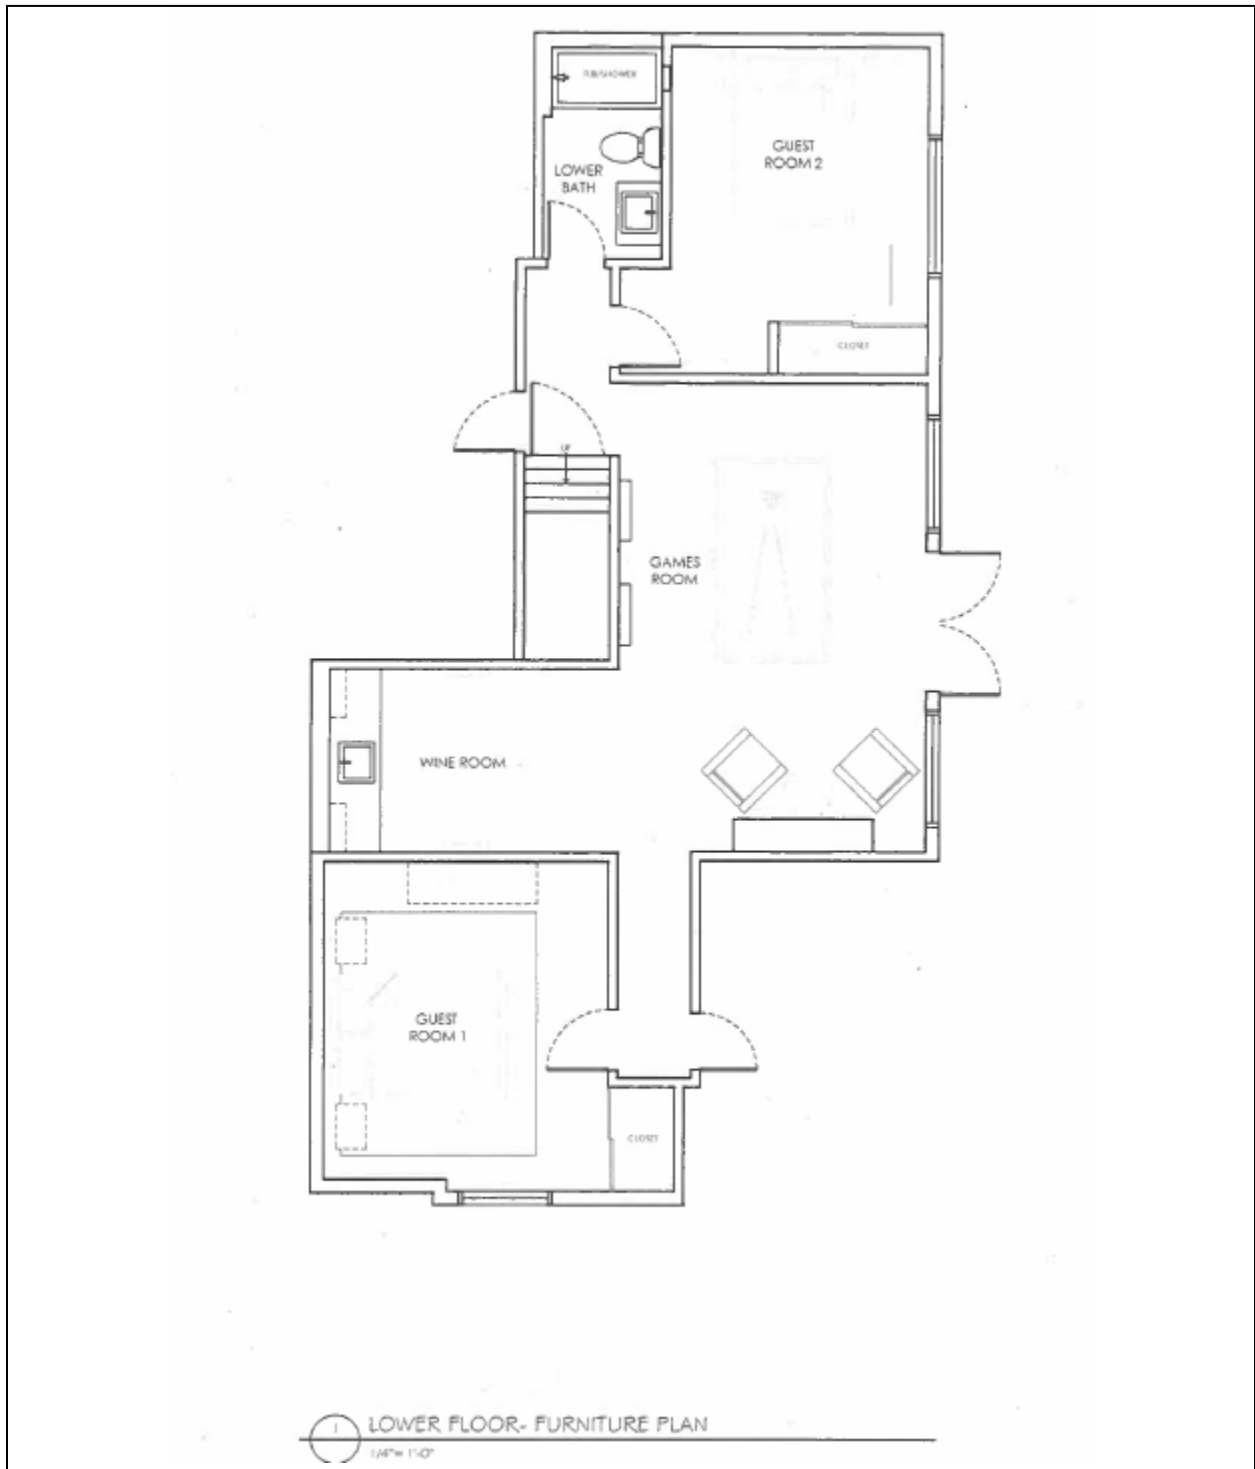 TUB/SHOWER
LOWER
BATH
GUEST
ROOM 2
CLOSET
UP
GAMES
ROOM
WINE ROOM
GUEST
ROOM 1
CLOSET
1
LOWER FLOOR- FURNITURE PLAN
1/4"= 1'-0"